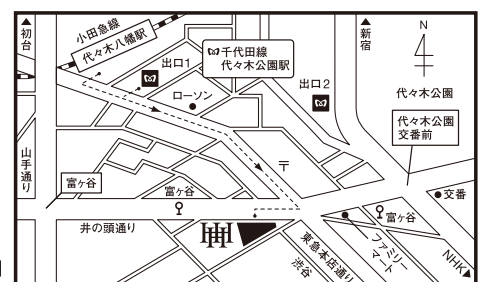 ▲初台
小田急線
代々木八幡駅
千代田線
代々木公園駅
出口1
ローソン
出口2
▲新宿
N
代々木公園
代々木公園
交番前
山手通り
富ヶ谷
富ヶ谷
〒
交番
富ヶ谷
井の頭通り
東急本店通り
渋谷
ファミリー
マート
NHK▶